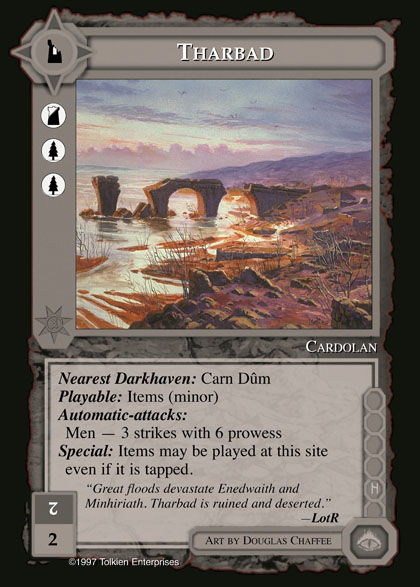 THARBAD
CARDOLAN
Nearest Darkhaven: Carn Dûm
Playable: Items (minor)
Automatic-attacks:
Men — 3 strikes with 6 prowess
Special: Items may be played at this site
even if it is tapped.
“Great floods devastate Enedwaith and
Minhiriath. Tharbad is ruined and deserted.”
—LotR
H
2
2
ART BY DOUGLAS CHAFFEE
©1997 Tolkien Enterprises